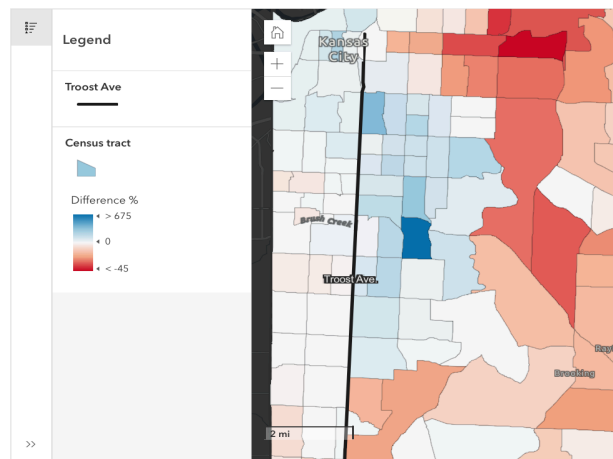 Legend
Troost Ave
Census tract
Difference %
> 675
0
< -45
Kansas
City
Brush Creek
Troost Ave.
Brooking
2 mi